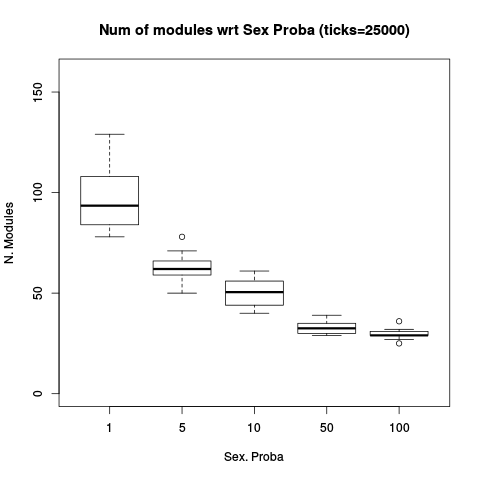 Num of modules wrt Sex Proba (ticks=25000)
150
100
50
0
N. Modules
1 5 10 50 100
Sex. Proba